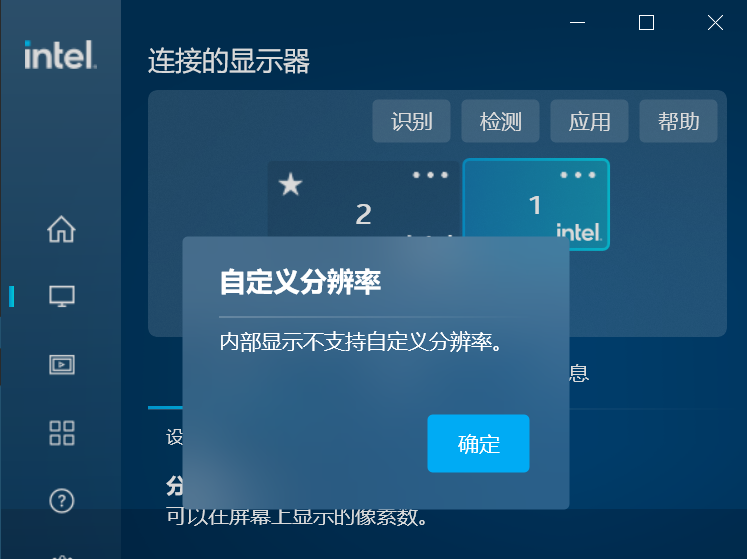 intel.
连接的显示器
识别
检测
应用
帮助
2
1
intel.
自定义分辨率
内部显示不支持自定义分辨率。
息
确定
设
分
可以在屏幕上显示的像素数。